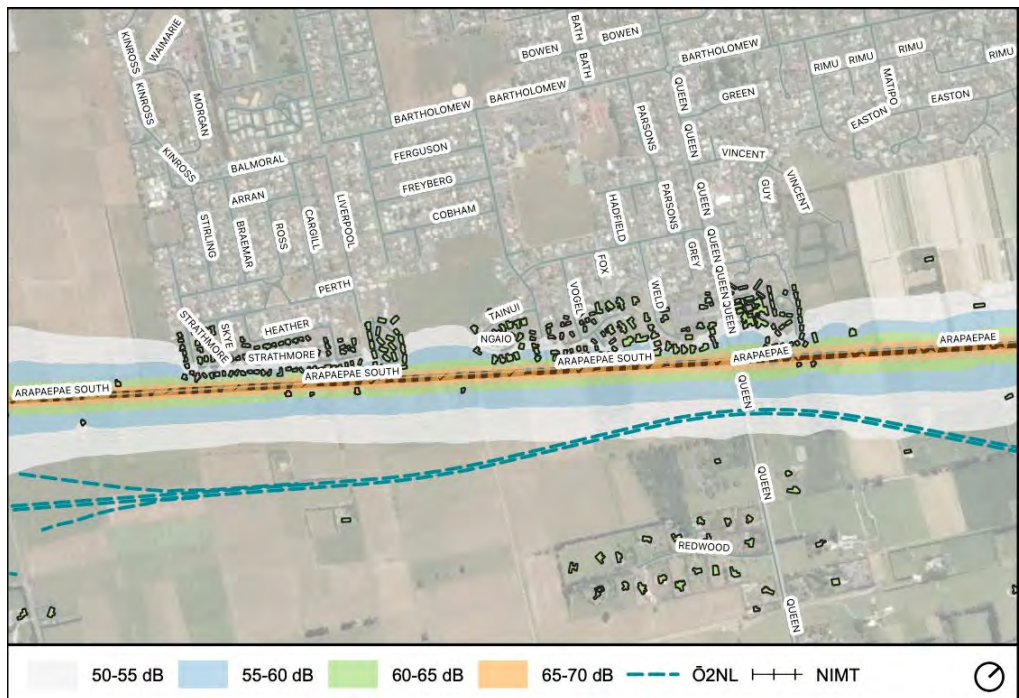 BATH
BOWEN
BOWEN
BATH
BARTHOLOMEW
RIMU
RIMU
RIMU
RIMU
KINROSS
WAIMARIE
MATIPO
KINROSS
MORGAN
BARTHOLOMEW
BARTHOLOMEW
QUEEN
GREEN
EASTON
EASTON
PARSONS
QUEEN
KINROSS
BALMORAL
FERGUSON
VINCENT
ARRAN
FREYBERG
GUY
VINCENT
STIRLING
BRAEMAR
ROSS
CARGILL
LIVERPOOL
COBHAM
HADFIELD
PARSONS
QUEEN
FOX
GREY
QUEEN
PERTH
VOGEL
WELD
QUEEN
STRATHMORE
SKYE
HEATHER
TAINUI
QUEEN
STRATHMORE
NGAIO
ARAPAEPAE SOUTH
ARAPAEPAE SOUTH
ARAPAEPAE SOUTH
ARAPAEPAE
ARAPAEPAE
QUEEN
QUEEN
REDWOOD
QUEEN
50-55 dB 55-60 dB 60-65 dB 65-70 dB Ō2NL NIMT